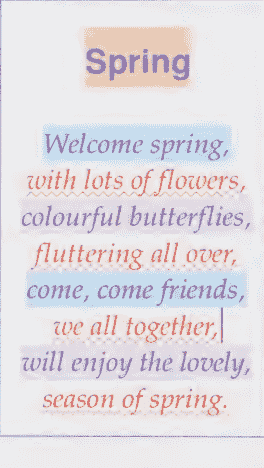 Spring
Welcome spring,
with lots of flowers,
colourful butterflies,
fluttering all over,
come, come friends,
we all together,
will enjoy the lovely,
season of spring.